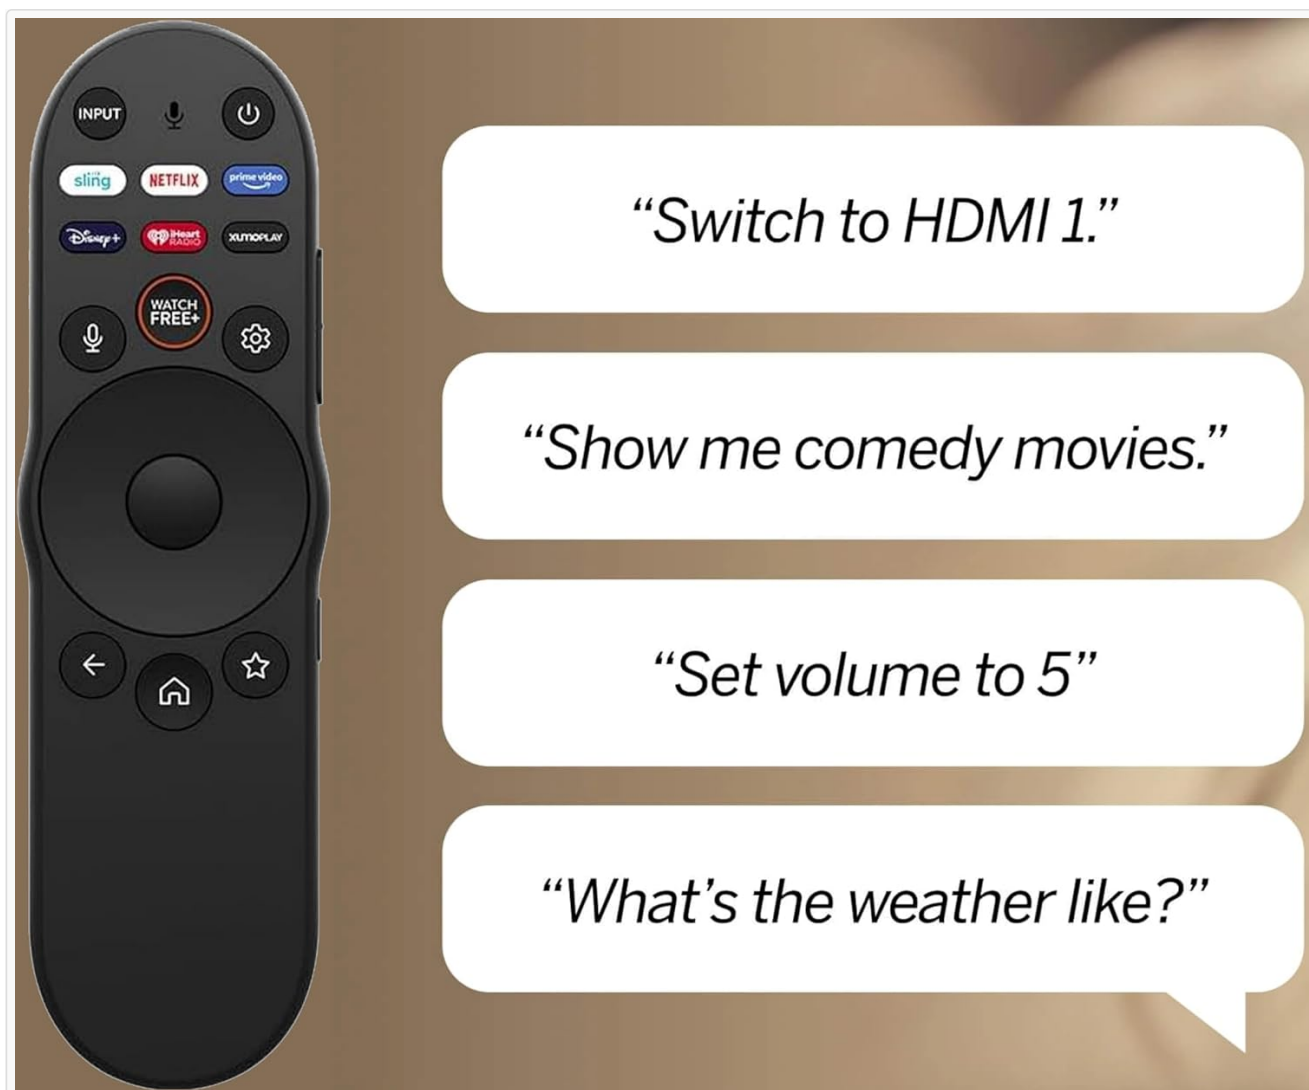 INPUT
sling
NETFLIX
prime video
Disney+
iHeart
RADIO
XUMOPLAY
WATCH
FREE+
“Switch to HDMI 1.”
“Show me comedy movies.”
“Set volume to 5”
“What’s the weather like?”